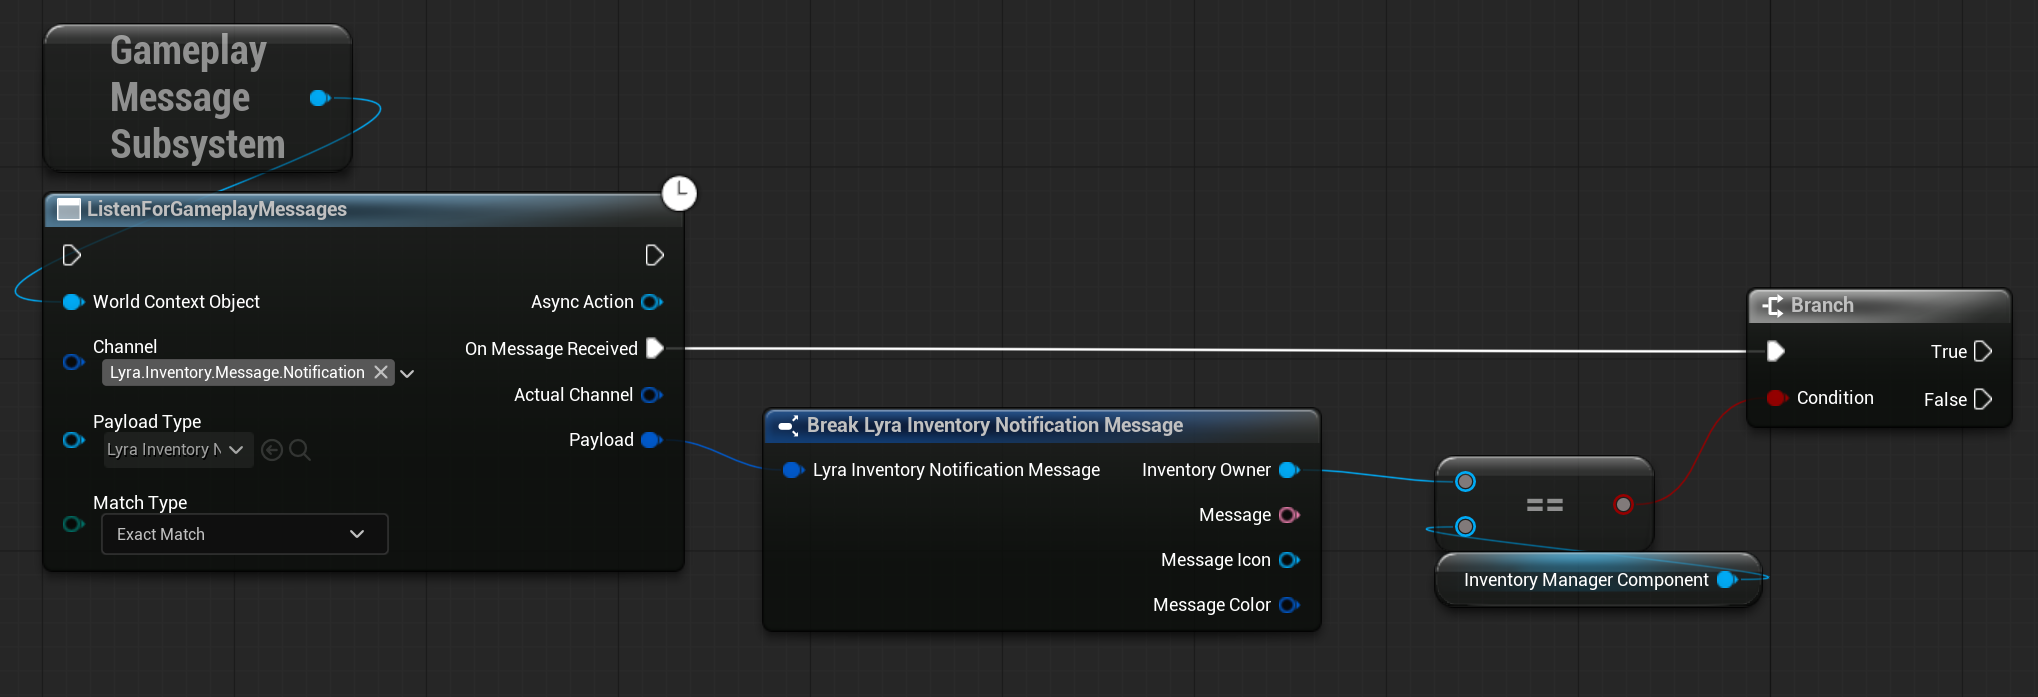 Gameplay
Message
Subsystem
ListenForGameplayMessages
World Context Object
Async Action
Channel
Lyra.Inventory.Message.Notification
On Message Received
Actual Channel
Payload Type
Lyra Inventory N
Payload
Match Type
Exact Match
Break Lyra Inventory Notification Message
Lyra Inventory Notification Message
Inventory Owner
Message
Message Icon
Message Color
==
Inventory Manager Component
Branch
True
Condition
False